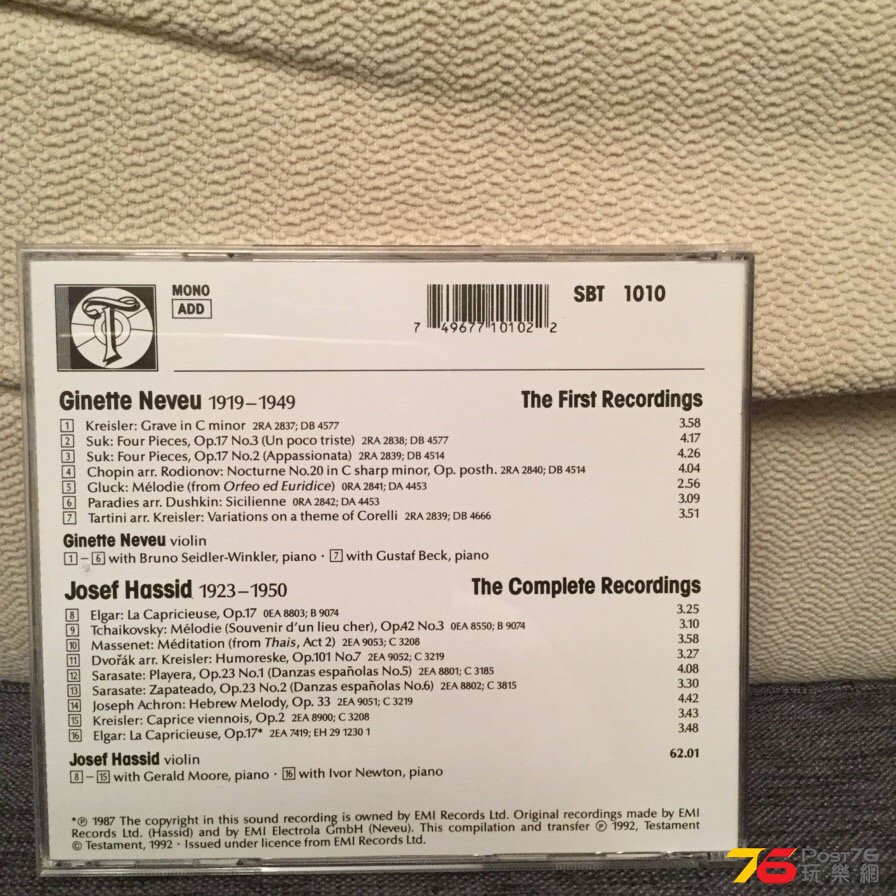 MONO
ADD
7 49677 10102 2
SBT 1010
Ginette Neveu 1919–1949 The First Recordings
1 Kreisler: Grave in C minor 2RA 2837; DB 4577 3.58
2 Suk: Four Pieces, Op.17 No.3 (Un poco triste) 2RA 2838; DB 4577 4.17
3 Suk: Four Pieces, Op.17 No.2 (Appassionata) 2RA 2839; DB 4514 4.26
4 Chopin arr. Rodionov: Nocturne No.20 in C sharp minor, Op. posth. 2RA 2840; DB 4514 4.04
5 Gluck: Mélodie (from Orfeo ed Euridice) 0RA 2841; DA 4453 2.56
6 Paradies arr. Dushkin: Sicilienne 0RA 2842; DA 4453 3.09
7 Tartini arr. Kreisler: Variations on a theme of Corelli 2RA 2839; DB 4666 3.51
Ginette Neveu violin
1 – 6 with Bruno Seidler-Winkler, piano · 7 with Gustaf Beck, piano
Josef Hassid 1923–1950 The Complete Recordings
8 Elgar: La Capricieuse, Op.17 0EA 8803; B 9074 3.25
9 Tchaikovsky: Mélodie (Souvenir d'un lieu cher), Op.42 No.3 0EA 8550; B 9074 3.10
10 Massenet: Méditation (from Thais, Act 2) 2EA 9053; C 3208 3.58
11 Dvořák arr. Kreisler: Humoreske, Op.101 No.7 2EA 9052; C 3219 3.27
12 Sarasate: Playera, Op.23 No.1 (Danzas españolas No.5) 2EA 8801; C 3185 4.08
13 Sarasate: Zapateado, Op.23 No.2 (Danzas españolas No.6) 2EA 8802; C 3815 3.30
14 Joseph Achron: Hebrew Melody, Op. 33 2EA 9051; C 3219 4.42
15 Kreisler: Caprice viennois, Op.2 2EA 8900; C 3208 3.43
16 Elgar: La Capricieuse, Op.17* 2EA 7419; EH 29 1230 1 3.48
62.01
Josef Hassid violin
8 – 15 with Gerald Moore, piano · 16 with Ivor Newton, piano
*℗ 1987 The copyright in this sound recording is owned by EMI Records Ltd. Original recordings made by EMI
Records Ltd. (Hassid) and by EMI Electrola GmbH (Neveu). This compilation and transfer ℗ 1992, Testament
© Testament, 1992 · Issued under licence from EMI Records Ltd.
76 Post76
玩樂網